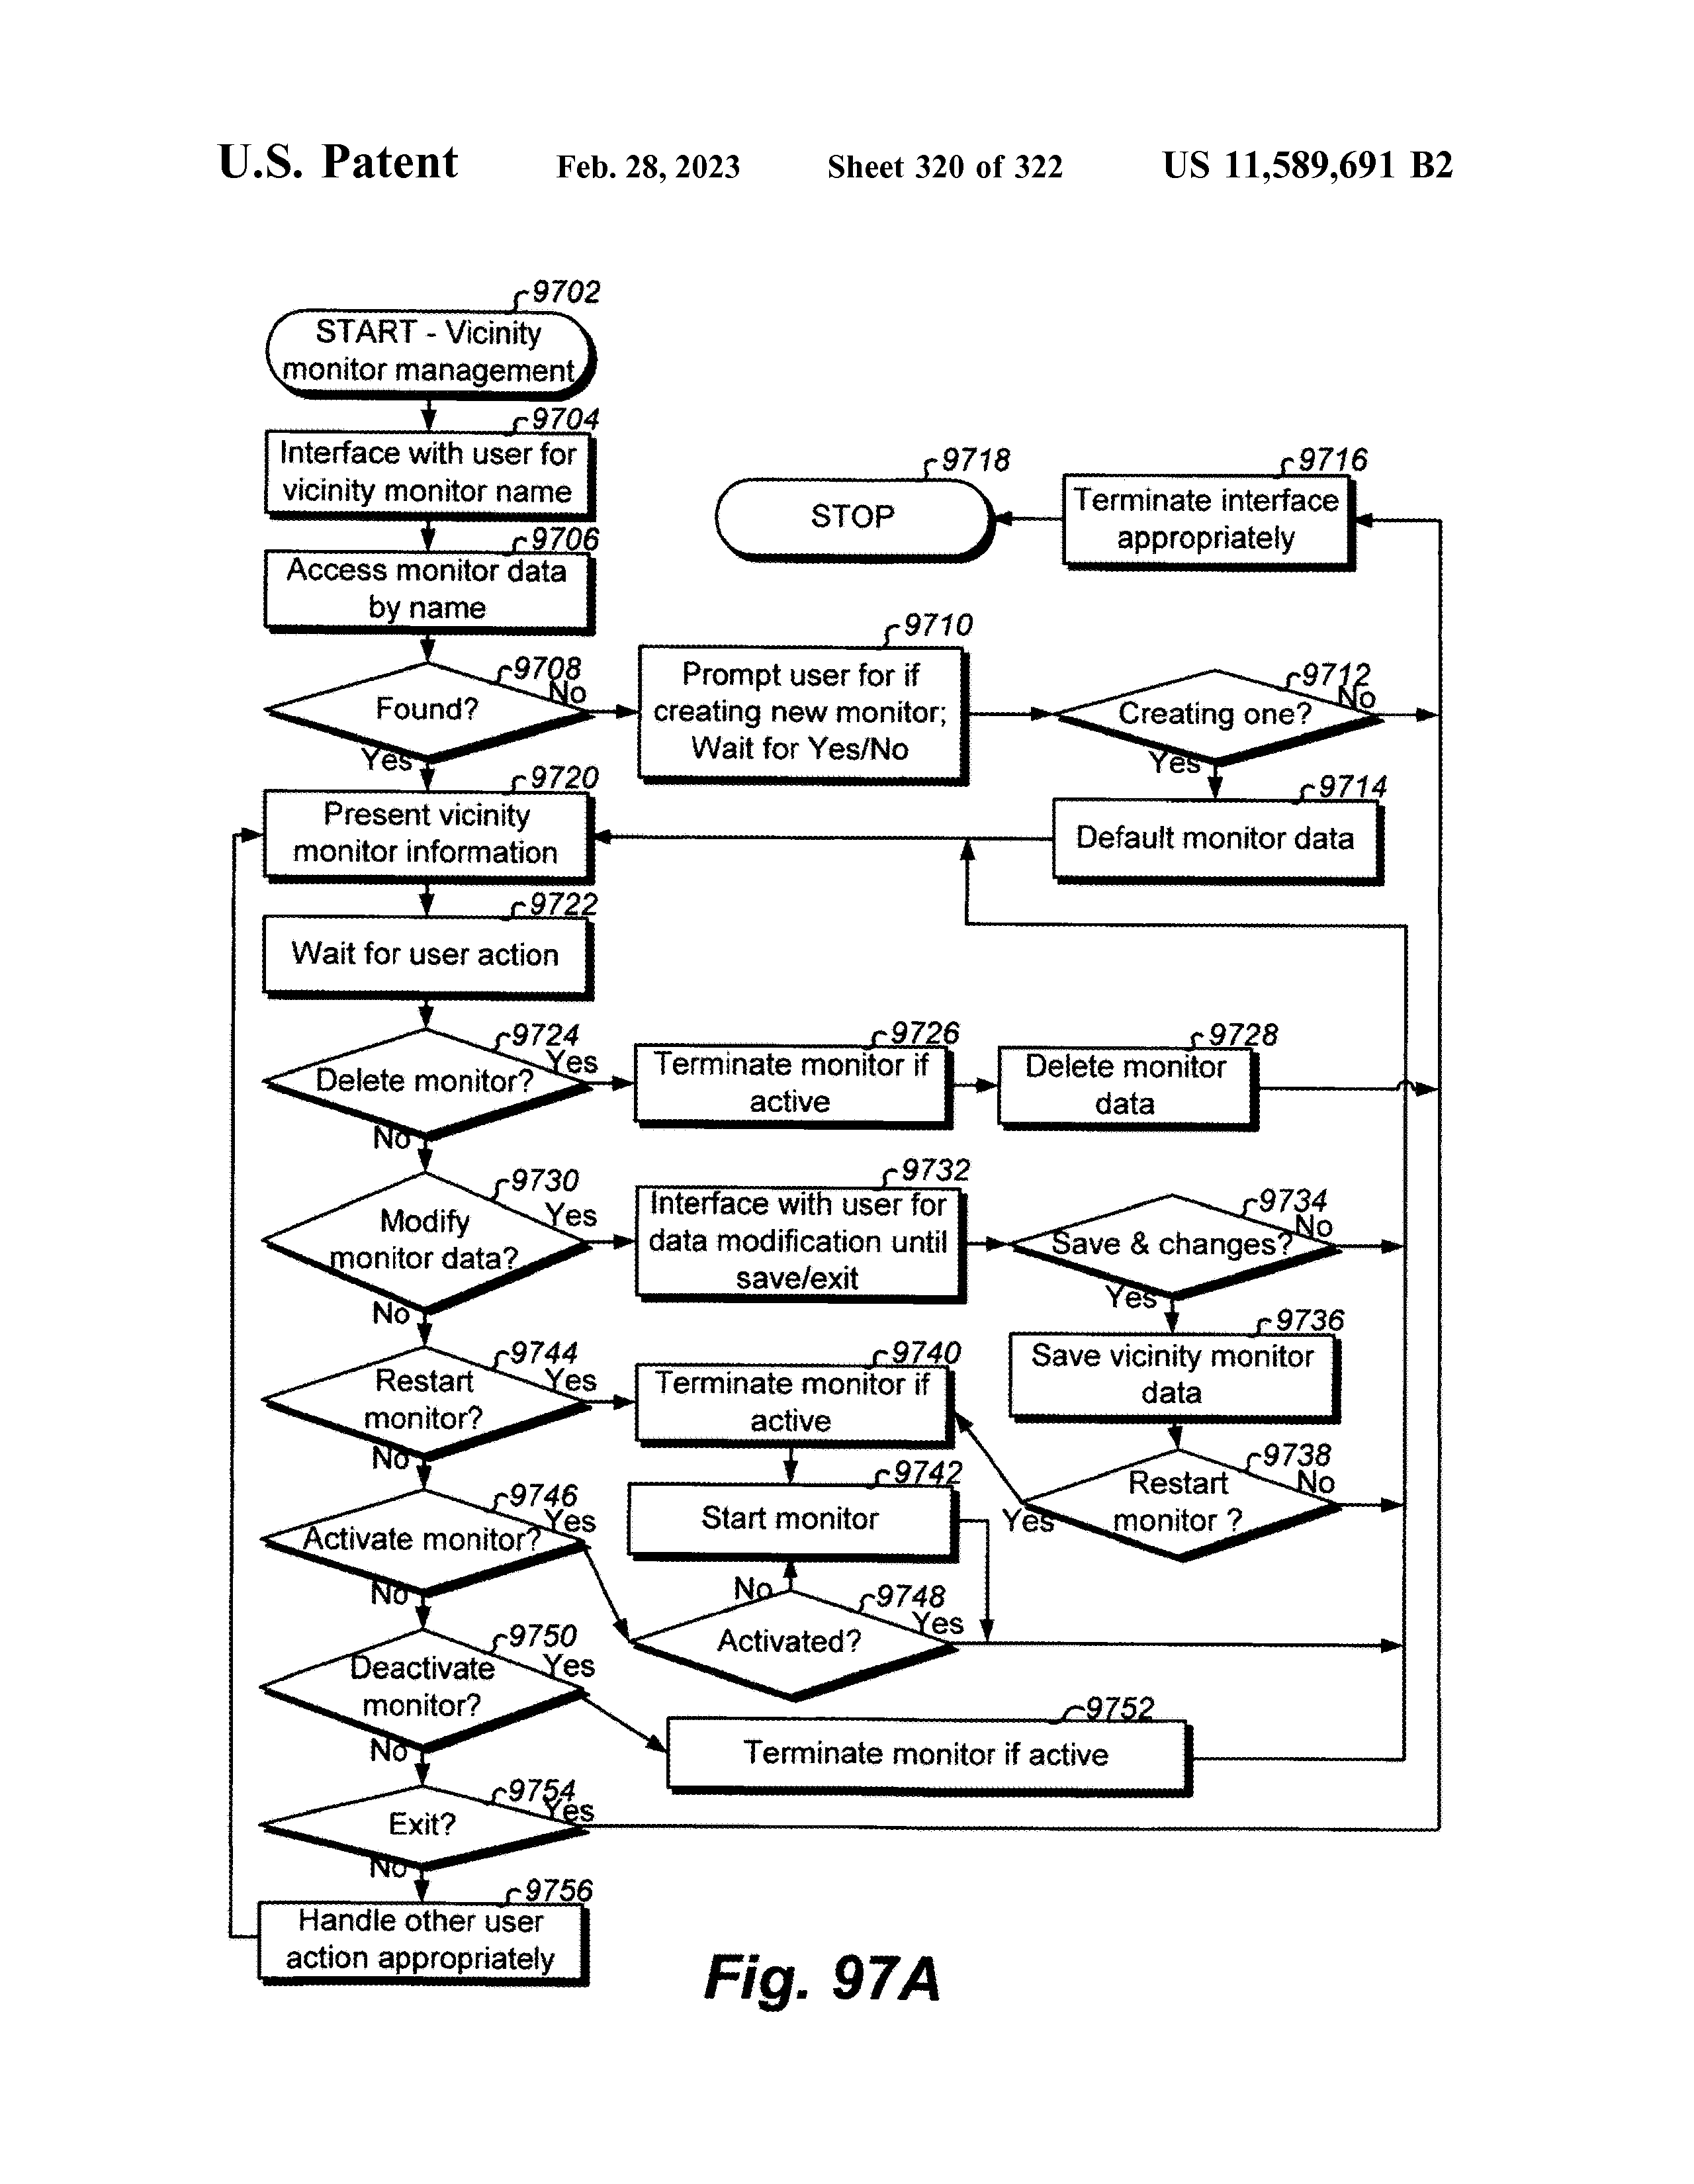 U.S. Patent Feb. 28, 2023 Sheet 320 of 322 US 11,589,691 B2
9702
START - Vicinity
monitor management
9704
Interface with user for
vicinity monitor name
9718
STOP
9716
Terminate interface
appropriately
9706
Access monitor data
by name
9708
Found?
No
Yes
9710
Prompt user for if
creating new monitor;
Wait for Yes/No
9712
Creating one?
No
Yes
9714
Default monitor data
9720
Present vicinity
monitor information
9722
Wait for user action
9724
Delete monitor?
Yes
No
9726
Terminate monitor if
active
9728
Delete monitor
data
9730
Modify
monitor data?
Yes
No
9732
Interface with user for
data modification until
save/exit
9734
Save & changes?
No
Yes
9736
Save vicinity monitor
data
9738
Restart
monitor ?
No
Yes
9744
Restart
monitor?
Yes
No
9740
Terminate monitor if
active
9742
Start monitor
9746
Activate monitor?
Yes
No
9748
Activated?
No
Yes
9750
Deactivate
monitor?
Yes
No
9752
Terminate monitor if active
9754
Exit?
Yes
No
9756
Handle other user
action appropriately
Fig. 97A